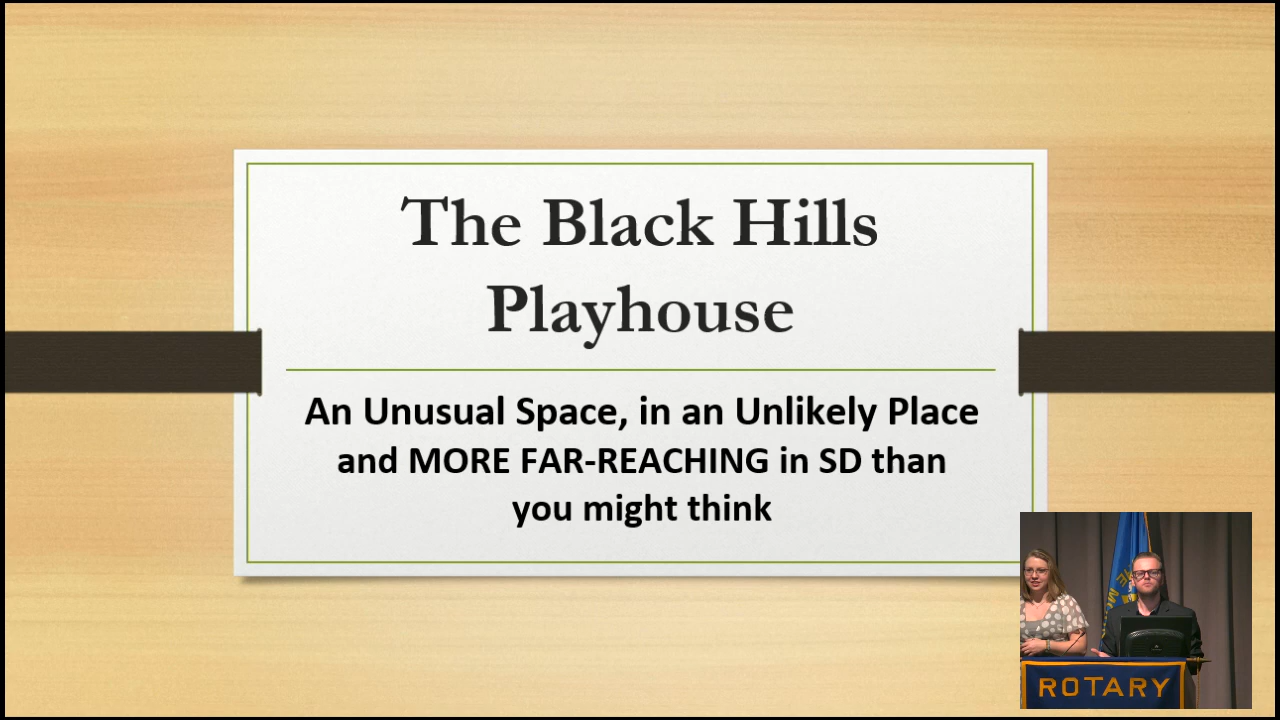 The Black Hills
Playhouse
An Unusual Space, in an Unlikely Place
and MORE FAR-REACHING in SD than
you might think
ROTARY